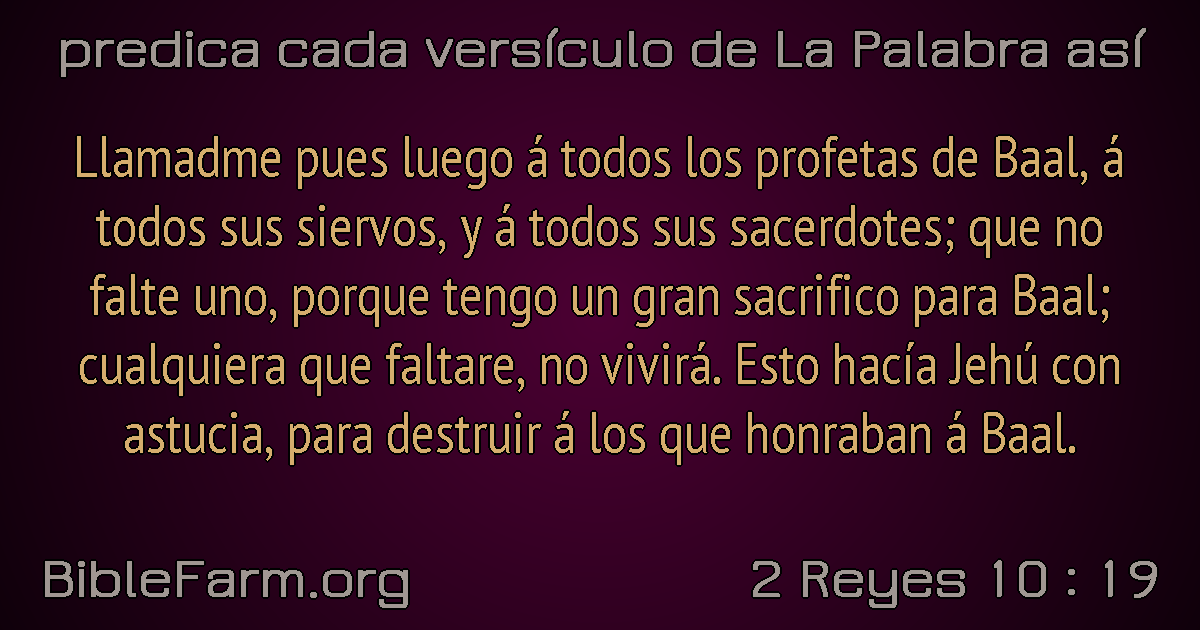 predica cada versículo de La Palabra así
Llamadme pues luego á todos los profetas de Baal, á
todos sus siervos, y á todos sus sacerdotes; que no
falte uno, porque tengo un gran sacrifico para Baal;
cualquiera que faltare, no vivirá. Esto hacía Jehú con
astucia, para destruir á los que honraban á Baal.
BibleFarm.org
2 Reyes 10 : 19